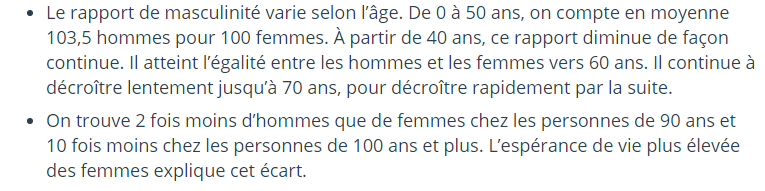 • Le rapport de masculinité varie selon l’âge. De 0 à 50 ans, on compte en moyenne
103,5 hommes pour 100 femmes. À partir de 40 ans, ce rapport diminue de façon
continue. Il atteint l’égalité entre les hommes et les femmes vers 60 ans. Il continue à
décroître lentement jusqu’à 70 ans, pour décroître rapidement par la suite.
• On trouve 2 fois moins d’hommes que de femmes chez les personnes de 90 ans et
10 fois moins chez les personnes de 100 ans et plus. L’espérance de vie plus élevée
des femmes explique cet écart.